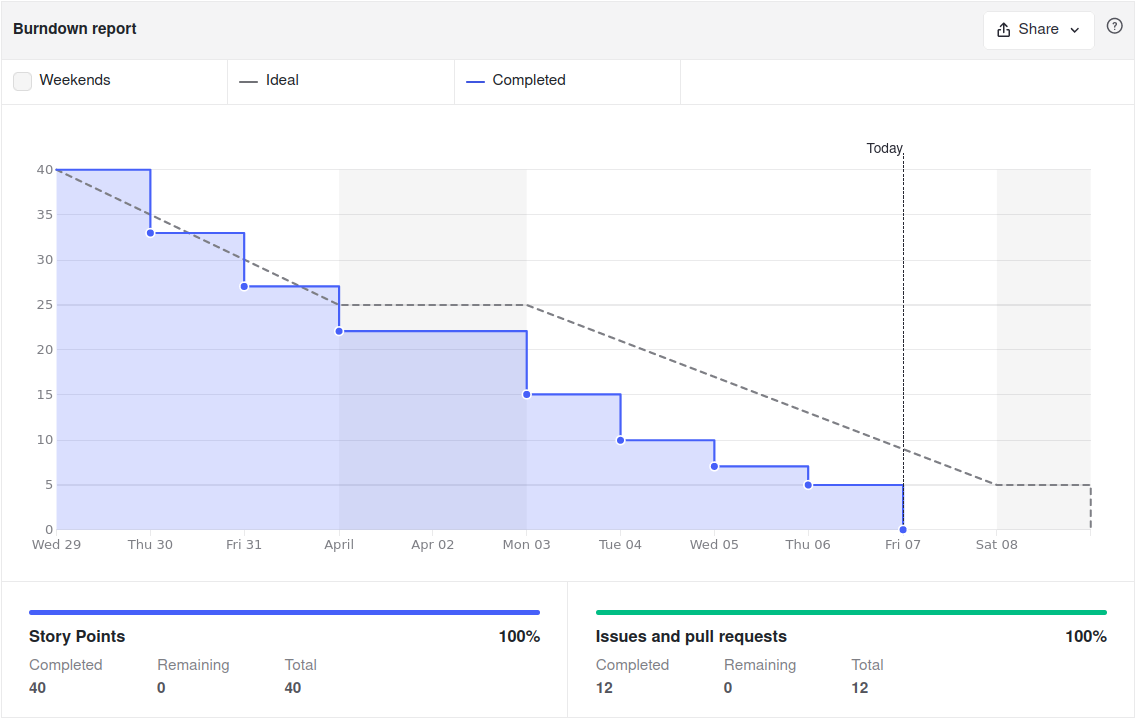 Burndown report
Share
Weekends
Ideal
Completed
Today
40
35
30
25
20
15
10
5
0
Wed 29 Thu 30 Fri 31 April Apr 02 Mon 03 Tue 04 Wed 05 Thu 06 Fri 07 Sat 08
Story Points 100%
Completed Remaining Total
40 0 40
Issues and pull requests 100%
Completed Remaining Total
12 0 12